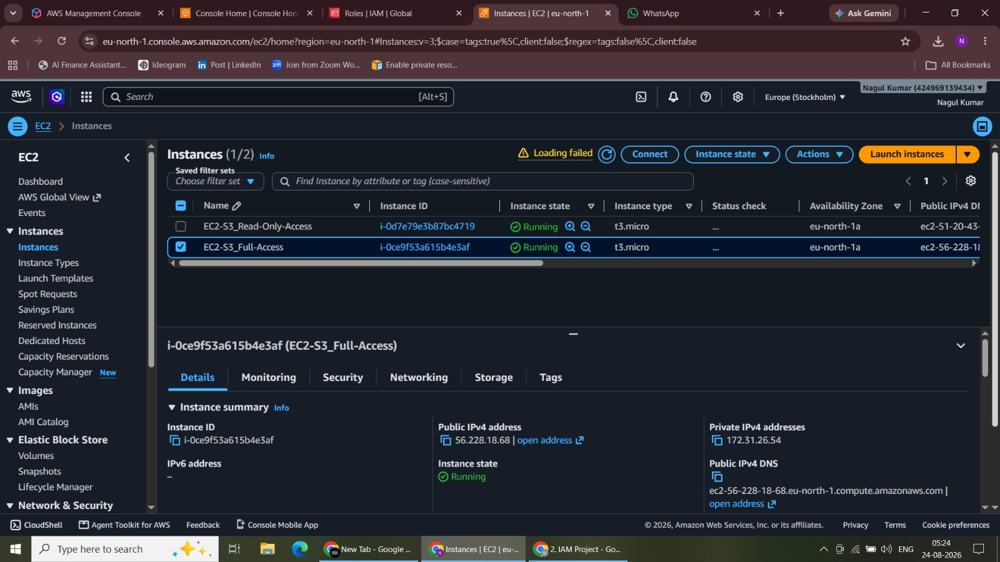 AWS Management Console
Console Home | Console Hom
Roles | IAM | Global
Instances | EC2 | eu-north-1
WhatsApp
Ask Gemini
eu-north-1.console.aws.amazon.com/ec2/home?region=eu-north-1#Instances:v=3;$case=tags:true%5C,client:false;$regex=tags:false%5C,client:false
N
AI Finance Assistant...
Ideogram
Post | LinkedIn
Join from Zoom Wo...
Enable private reso...
All Bookmarks
aws
Search
[Alt+S]
Europe (Stockholm)
Nagul Kumar (424969139434)
Nagul Kumar
EC2
Instances
EC2
Dashboard
AWS Global View
Events
Instances
Instances
Instance Types
Launch Templates
Spot Requests
Savings Plans
Reserved Instances
Dedicated Hosts
Capacity Reservations
Capacity Manager New
Images
AMIs
AMI Catalog
Elastic Block Store
Volumes
Snapshots
Lifecycle Manager
Network & Security
Instances (1/2) Info
Loading failed
Connect
Instance state
Actions
Launch instances
Saved filter sets
Choose filter set
Find Instance by attribute or tag (case-sensitive)
1
Name Instance ID Instance state Instance type Status check Availability Zone Public IPv4 DN
EC2-S3_Read-Only-Access i-0d7e79e3b87bc4719 Running t3.micro ... eu-north-1a ec2-51-20-43-
EC2-S3_Full-Access i-0ce9f53a615b4e3af Running t3.micro ... eu-north-1a ec2-56-228-18
i-0ce9f53a615b4e3af (EC2-S3_Full-Access)
Details Monitoring Security Networking Storage Tags
Instance summary Info
Instance ID
i-0ce9f53a615b4e3af
IPv6 address
–
Public IPv4 address
56.228.18.68 | open address
Instance state
Running
Private IPv4 addresses
172.31.26.54
Public IPv4 DNS
ec2-56-228-18-68.eu-north-1.compute.amazonaws.com |
open address
CloudShell
Agent Toolkit for AWS
Feedback
Console Mobile App
© 2026, Amazon Web Services, Inc. or its affiliates.
Privacy
Terms
Cookie preferences
Type here to search
New Tab - Google ...
Instances | EC2 | eu-...
2. IAM Project - Go...
ENG
05:24
24-08-2026